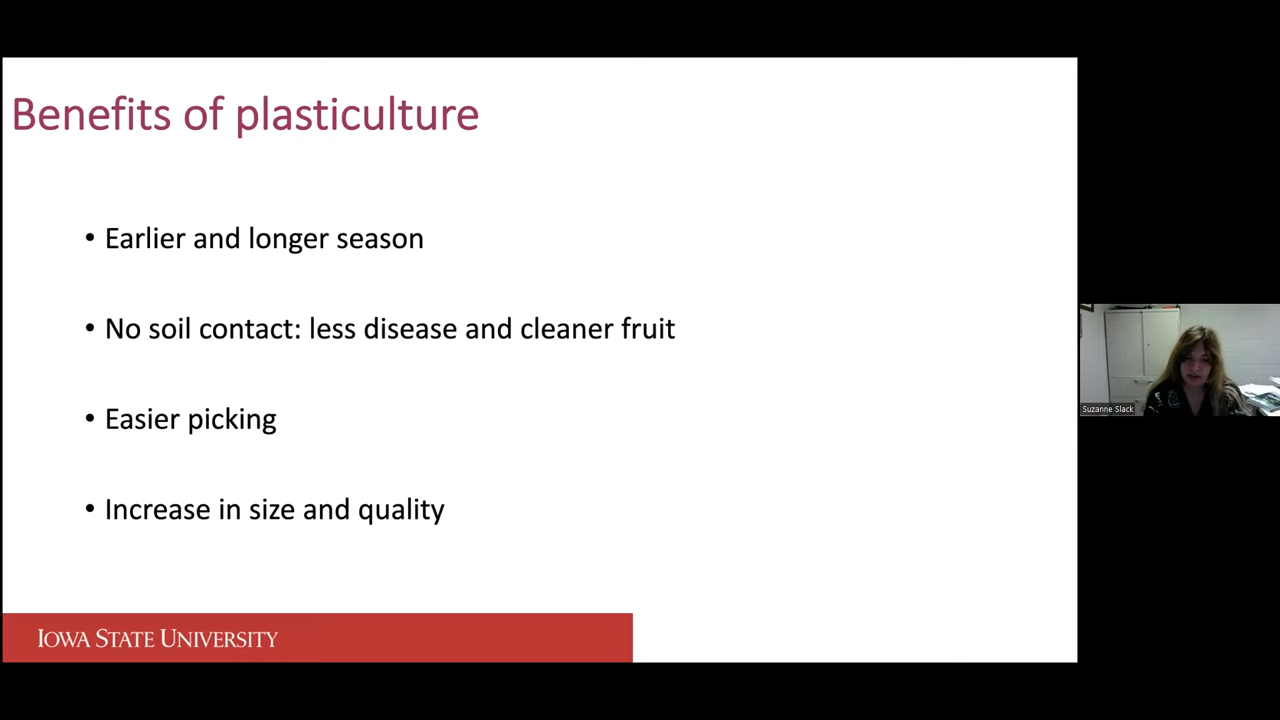 Benefits of plasticulture
• Earlier and longer season
• No soil contact: less disease and cleaner fruit
• Easier picking
• Increase in size and quality
IOWA STATE UNIVERSITY
Suzanne Slack